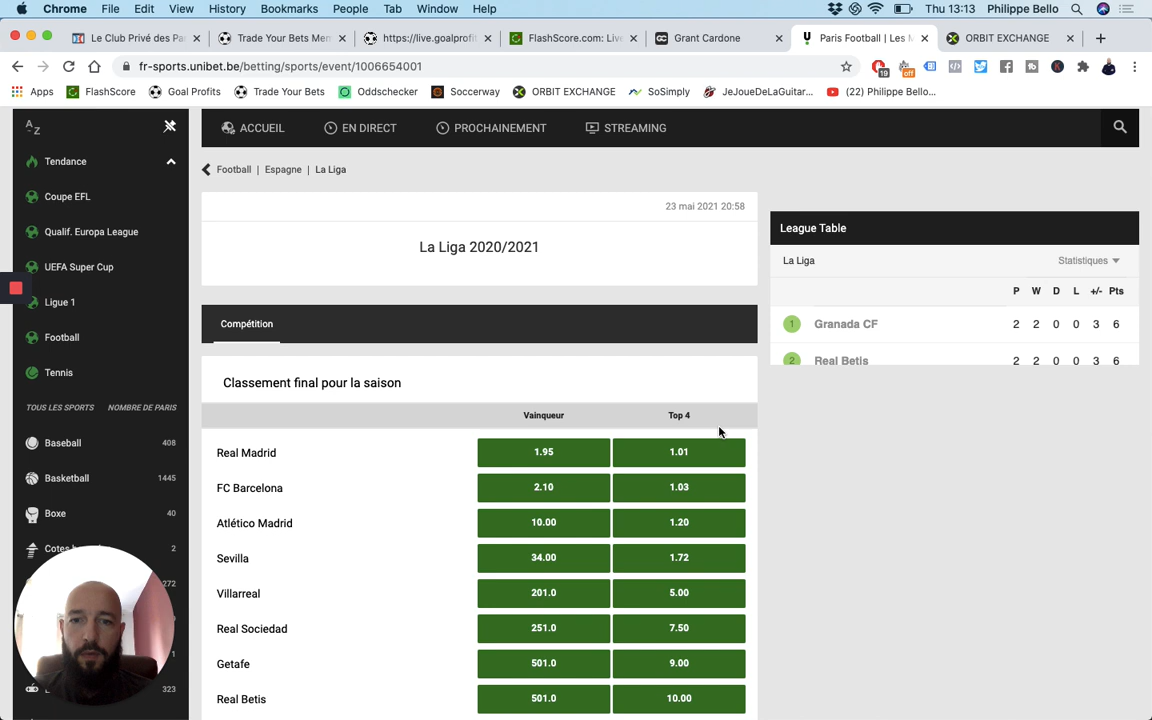 Chrome File Edit View History Bookmarks People Tab Window Help Thu 13:13 Philippe Bello
Le Club Privé des Pa Trade Your Bets Mem https://live.goalprofit FlashScore.com: Live Grant Cardone Paris Football | Les M ORBIT EXCHANGE
fr-sports.unibet.be/betting/sports/event/1006654001 19 off
Apps FlashScore Goal Profits Trade Your Bets Oddschecker Soccerway ORBIT EXCHANGE SoSimply JeJoueDeLaGuitar... (22) Philippe Bello...
ACCUEIL EN DIRECT PROCHAINEMENT STREAMING
A-Z
Tendance
Coupe EFL
Qualif. Europa League
UEFA Super Cup
Ligue 1
Football
Tennis
TOUS LES SPORTS NOMBRE DE PARIS
Baseball 408
Basketball 1445
Boxe 40
Cotes 2
272
1
323
Football | Espagne | La Liga
23 mai 2021 20:58
La Liga 2020/2021
Compétition
Classement final pour la saison
Vainqueur Top 4
Real Madrid 1.95 1.01
FC Barcelona 2.10 1.03
Atlético Madrid 10.00 1.20
Sevilla 34.00 1.72
Villarreal 201.0 5.00
Real Sociedad 251.0 7.50
Getafe 501.0 9.00
Real Betis 501.0 10.00
League Table
La Liga Statistiques
P W D L +/- Pts
1 Granada CF 2 2 0 0 3 6
2 Real Betis 2 2 0 0 3 6